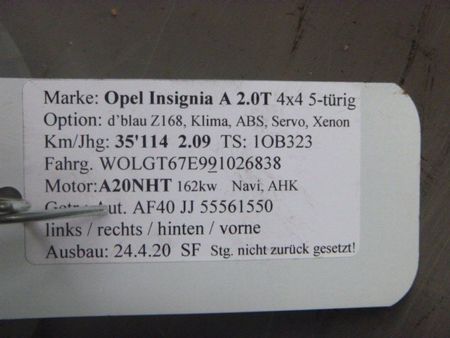 Marke: Opel Insignia A 2.0T 4x4 5-türig
Option: d'blau Z168, Klima, ABS, Servo, Xenon
Km/Jhg: 35'114 2.09 TS: 1OB323
Fahrg. WOLGT67E991026838
Motor:A20NHT 162kw Navi, AHK
Getr. Aut. AF40 JJ 55561550
links / rechts / hinten / vorne
Ausbau: 24.4.20 SF Stg. nicht zurück gesetzt!